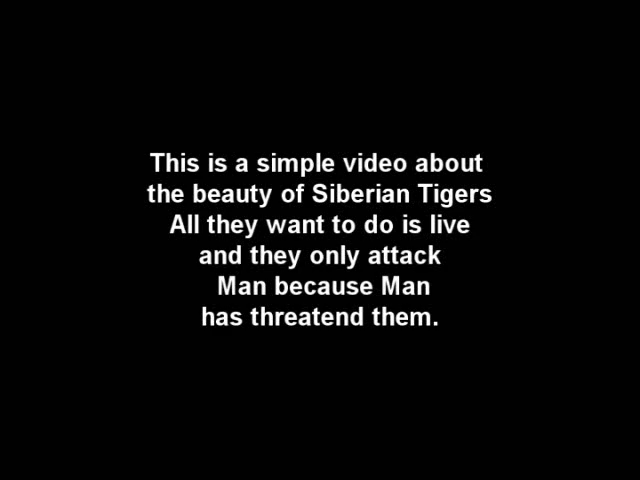 This is a simple video about
the beauty of Siberian Tigers
All they want to do is live
and they only attack
Man because Man
has threatend them.